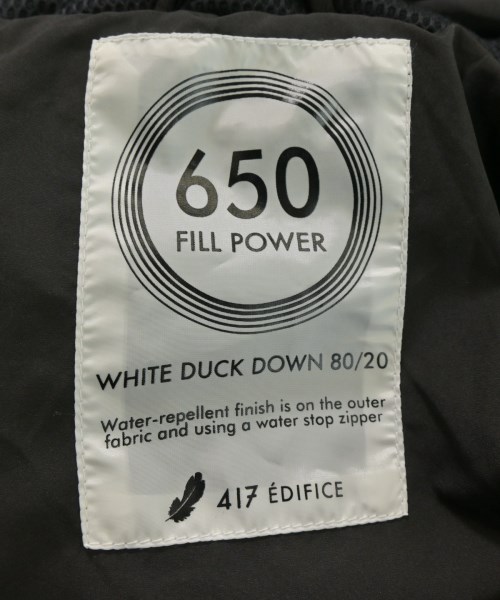 650
FILL POWER
WHITE DUCK DOWN 80/20
Water-repellent finish is on the outer
fabric and using a water stop zipper
417 ÉDIFICE